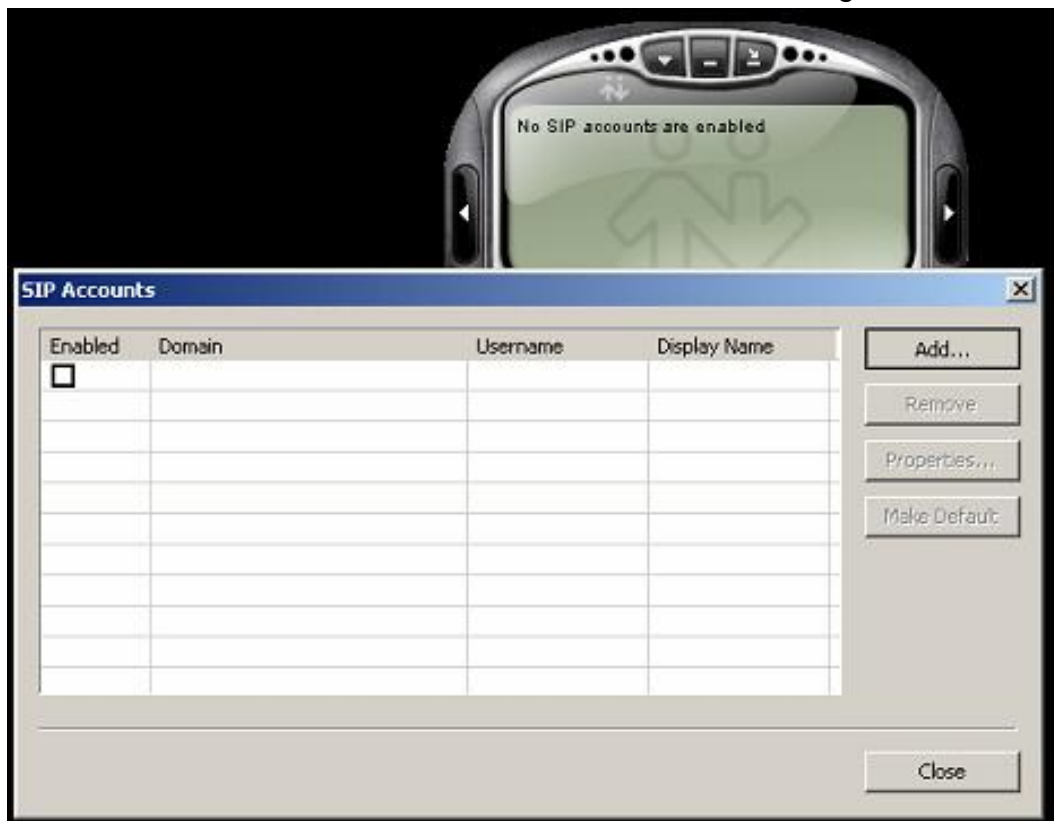 No SIP accounts are enabled
SIP Accounts
Enabled Domain Username Display Name
Add...
Remove
Properties...
Make Default
Close